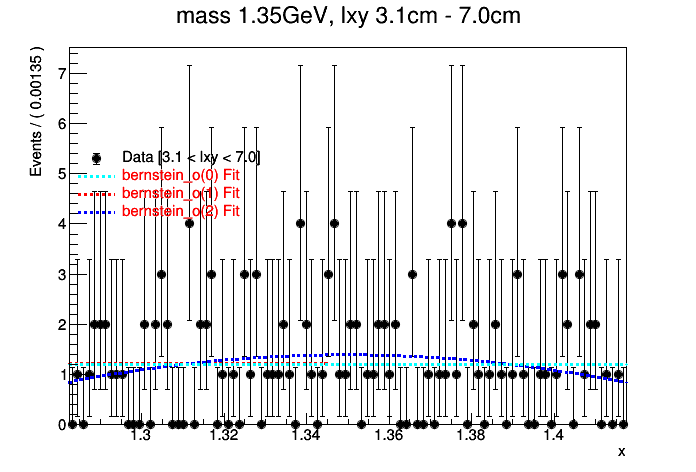 mass 1.35GeV, lxy 3.1cm - 7.0cm
Events / ( 0.00135 )
7
6
5
4
3
2
1
0
Data [3.1 < lxy < 7.0]
bernstein_o(0) Fit
bernstein_o(1) Fit
bernstein_o(2) Fit
1.3 1.32 1.34 1.36 1.38 1.4
x